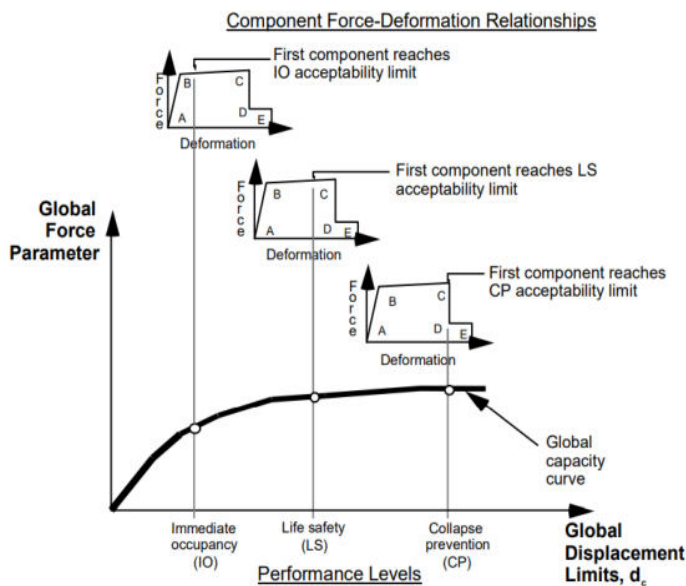 Component Force-Deformation Relationships
First component reaches
IO acceptability limit
Force
B
C
A
D
E
Deformation
First component reaches LS
acceptability limit
Force
B
C
A
D
E
Deformation
First component reaches
CP acceptability limit
Force
B
C
A
D
E
Deformation
Global
Force
Parameter
Global
capacity
curve
Immediate
occupancy
(IO)
Life safety
(LS)
Collapse
prevention
(CP)
Global
Displacement
Limits, dc
Performance Levels